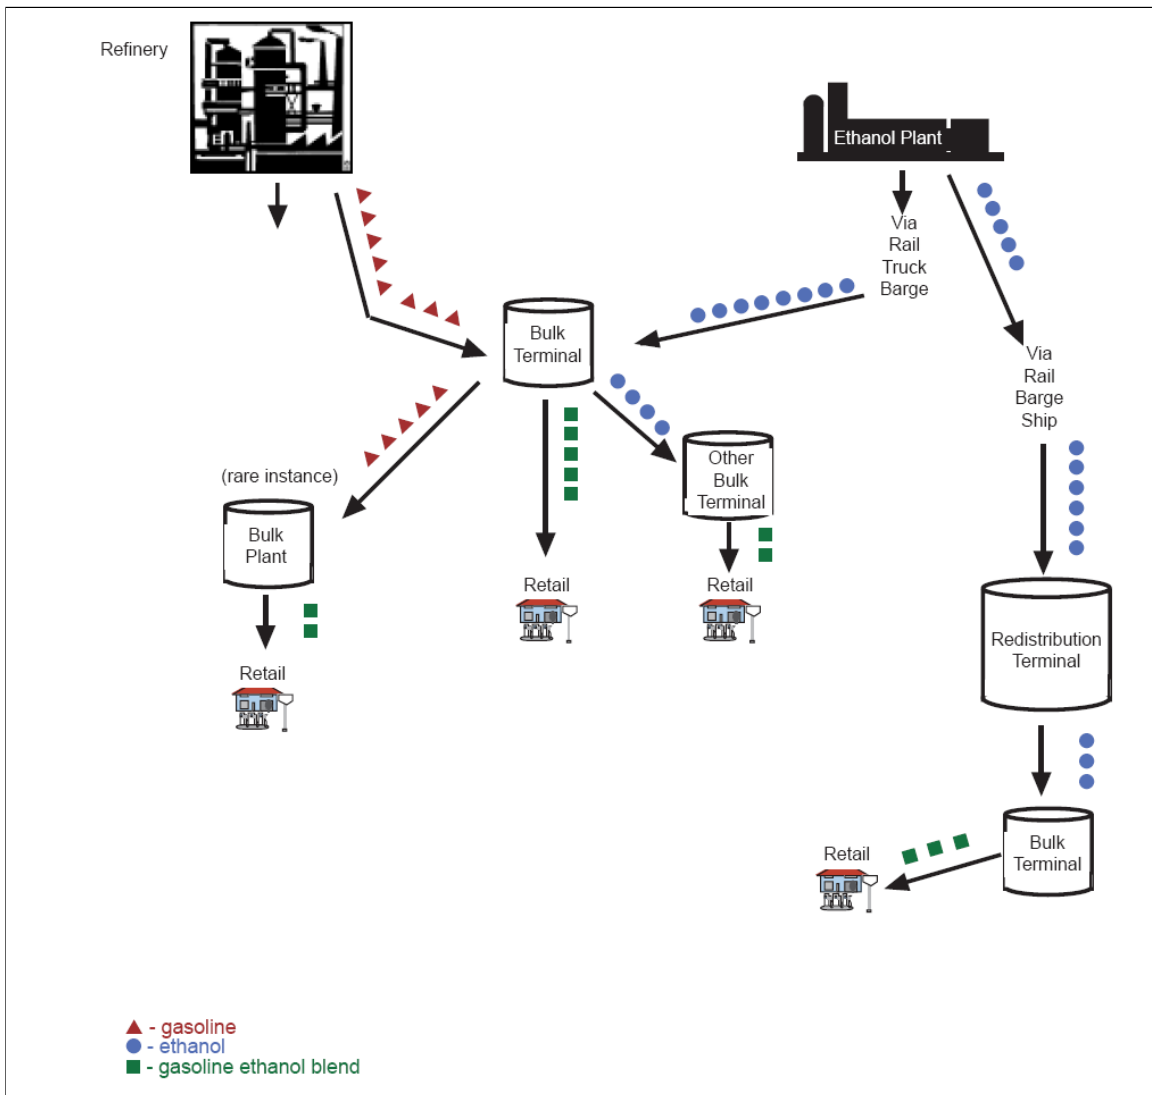 Refinery
Ethanol Plant
Via
Rail
Truck
Barge
Bulk
Terminal
Via
Rail
Barge
Ship
(rare instance)
Other
Bulk
Terminal
Bulk
Plant
Retail
Retail
Redistribution
Terminal
Retail
Bulk
Terminal
Retail
- gasoline
- ethanol
- gasoline ethanol blend